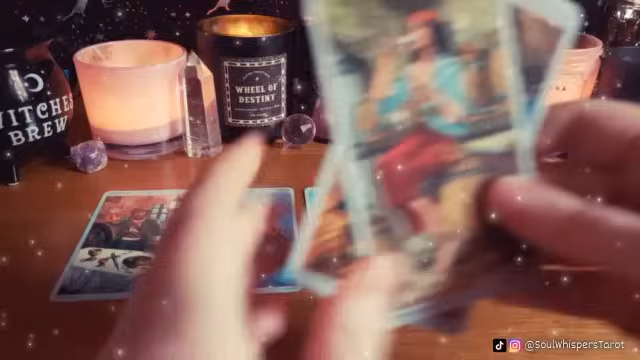 WITCHES
BREW
WHEEL OF
DESTINY
@SoulWhispersTarot